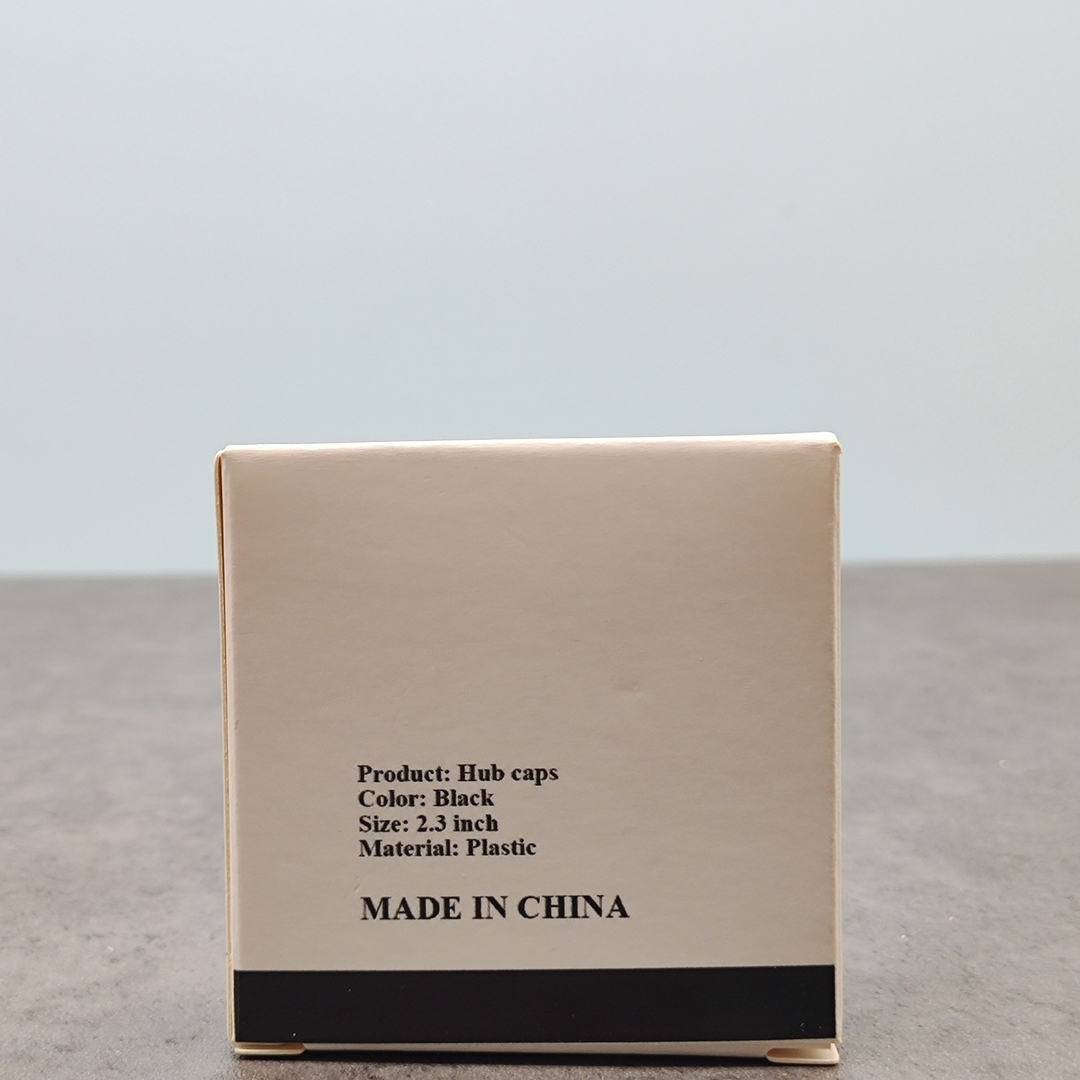 Product: Hub caps
Color: Black
Size: 2.3 inch
Material: Plastic
MADE IN CHINA